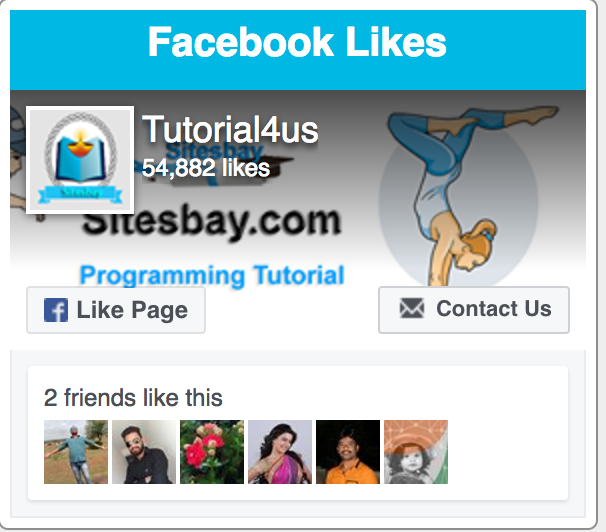 Facebook Likes
Tutorial4us
Sitesbay
54,882 likes
Sitesbay.com
Sitesbay
Programming Tutorial
Like Page
Contact Us
2 friends like this